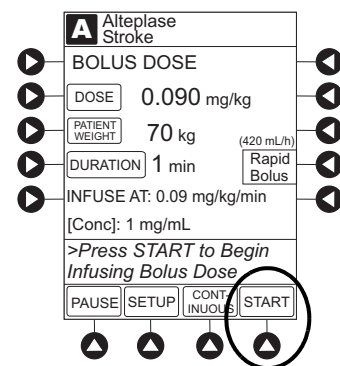 A Alteplase
Stroke
BOLUS DOSE
DOSE 0.090 mg/kg
PATIENT
WEIGHT 70 kg
(420 mL/h)
DURATION 1 min
Rapid
Bolus
INFUSE AT: 0.09 mg/kg/min
[Conc]: 1 mg/mL
>Press START to Begin
Infusing Bolus Dose
PAUSE SETUP CONT-
INUOUS START